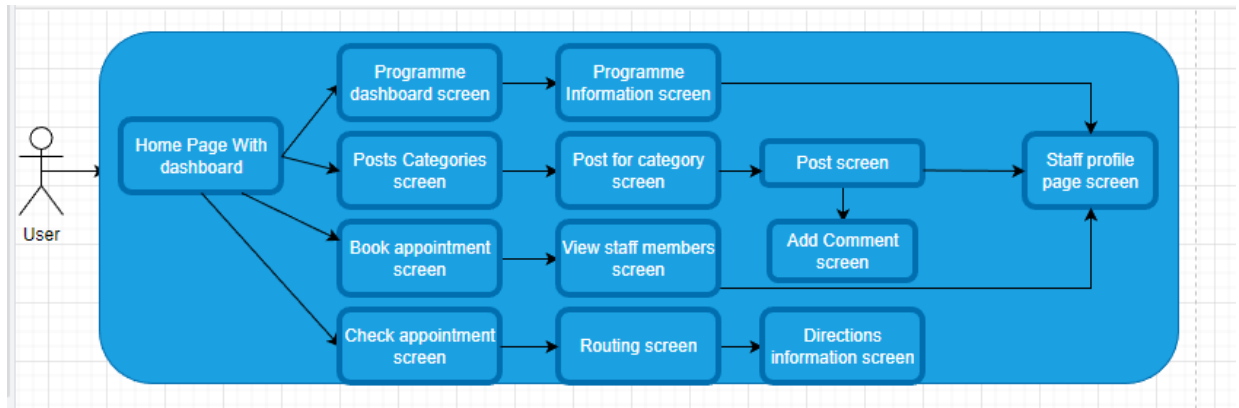 Programme
dashboard screen
Programme
Information screen
Home Page With
dashboard
Posts Categories
screen
Post for category
screen
Post screen
Staff profile
page screen
User
Book appointment
screen
View staff members
screen
Add Comment
screen
Check appointment
screen
Routing screen
Directions
information screen